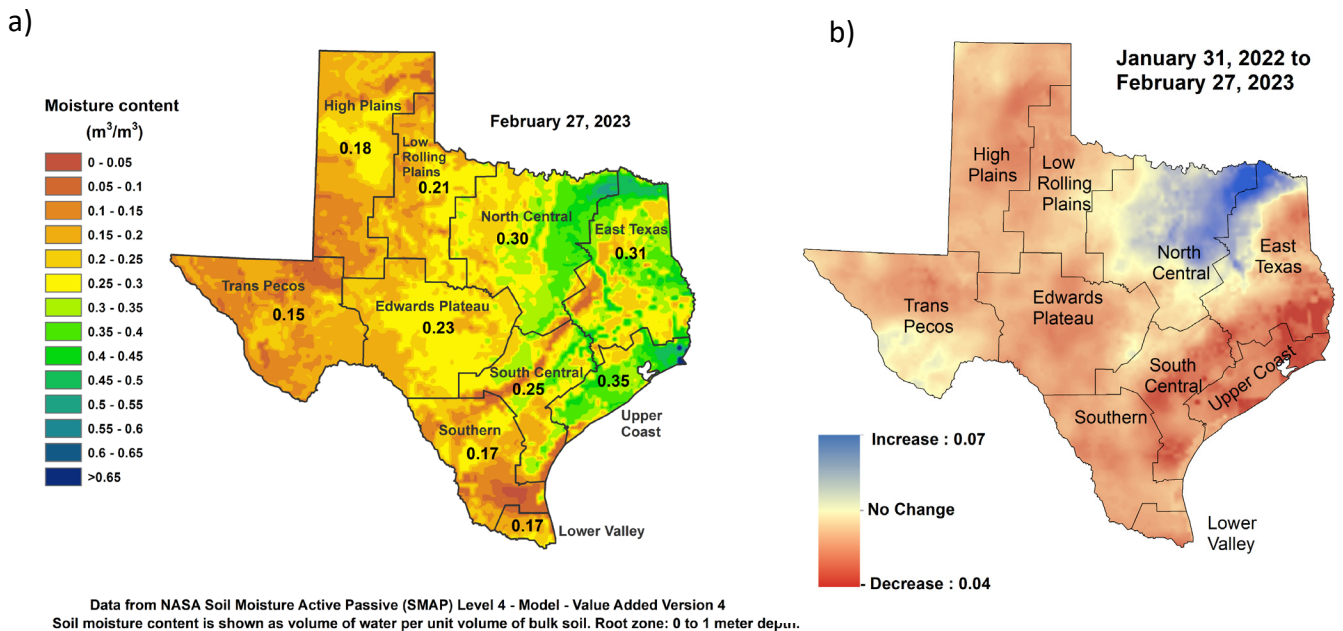 a)
Moisture content
(m³/m³)
0 - 0.05
0.05 - 0.1
0.1 - 0.15
0.15 - 0.2
0.2 - 0.25
0.25 - 0.3
0.3 - 0.35
0.35 - 0.4
0.4 - 0.45
0.45 - 0.5
0.5 - 0.55
0.55 - 0.6
0.6 - 0.65
>0.65
February 27, 2023
High Plains
0.18
Low
Rolling
Plains
0.21
North Central
0.30
East Texas
0.31
Trans Pecos
0.15
Edwards Plateau
0.23
South Central
0.25
0.35
Upper
Coast
Southern
0.17
0.17
Lower Valley
Data from NASA Soil Moisture Active Passive (SMAP) Level 4 - Model - Value Added Version 4
Soil moisture content is shown as volume of water per unit volume of bulk soil. Root zone: 0 to 1 meter depth.
b)
January 31, 2022 to
February 27, 2023
High
Plains
Low
Rolling
Plains
North
Central
East
Texas
Trans
Pecos
Edwards
Plateau
South
Central
Upper Coast
Southern
Lower
Valley
Increase : 0.07
No Change
Decrease : 0.04